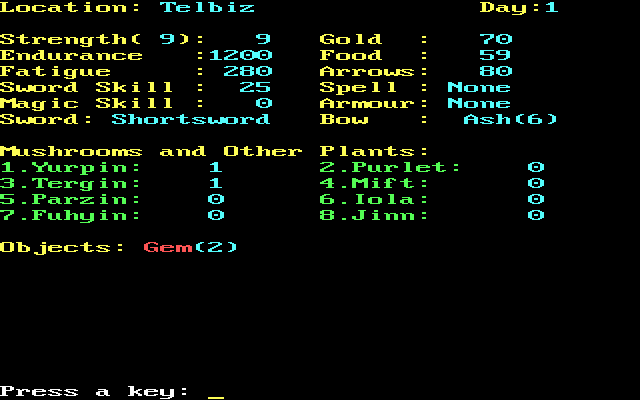 Location: Telbiz Day:1
Strength( 9): 9 Gold : 70
Endurance :1200 Food : 59
Fatigue : 280 Arrows: 80
Sword Skill : 25 Spell : None
Magic Skill : 0 Armour: None
Sword: Shortsword Bow : Ash(6)
Mushrooms and Other Plants:
1.Yurpin: 1 2.Purlet: 0
3.Tergin: 1 4.Mift: 0
5.Parzin: 0 6.Iola: 0
7.Fuhyin: 0 8.Jinn: 0
Objects: Gem(2)
Press a key: _